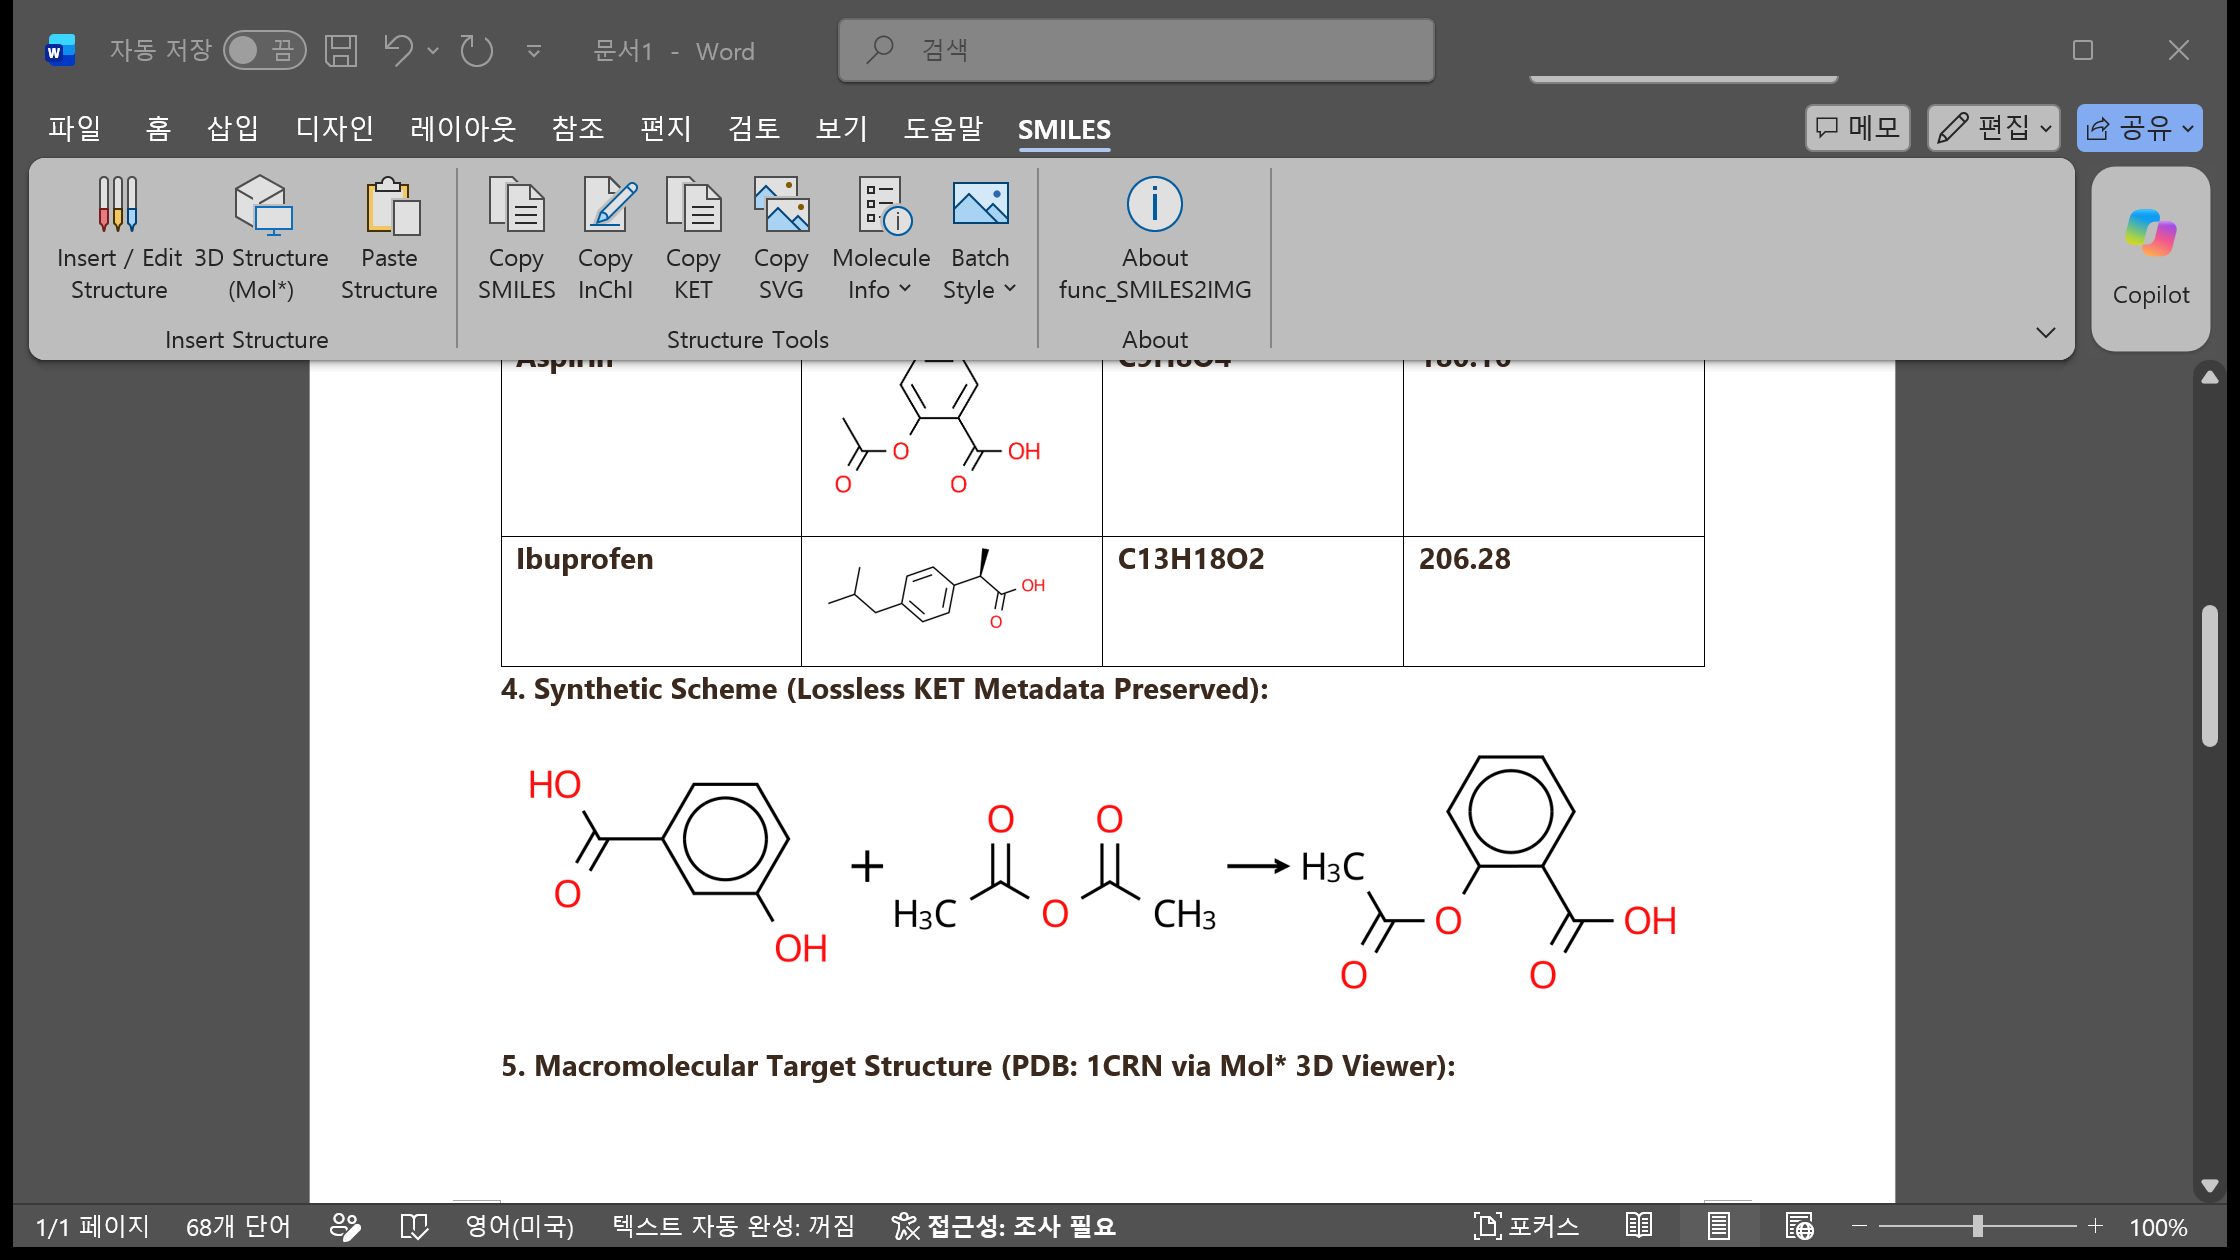 자동 저장 끔 문서1 - Word 검색
파일 홈 삽입 디자인 레이아웃 참조 편지 검토 보기 도움말 SMILES 메모 편집 공유
Insert / Edit Structure
3D Structure (Mol*)
Paste Structure
Copy SMILES
Copy InChI
Copy KET
Copy SVG
Molecule Info
Batch Style
About func_SMILES2IMG
Copilot
Insert Structure Structure Tools About
Aspirin C9H8O4 180.16
O OH
O O
Ibuprofen C13H18O2 206.28
OH
O
4. Synthetic Scheme (Lossless KET Metadata Preserved):
HO
O
OH
+
O O
H3C O CH3
H3C
O OH
O O
5. Macromolecular Target Structure (PDB: 1CRN via Mol* 3D Viewer):
1/1 페이지 68개 단어 영어(미국) 텍스트 자동 완성: 꺼짐 접근성: 조사 필요 포커스 100%